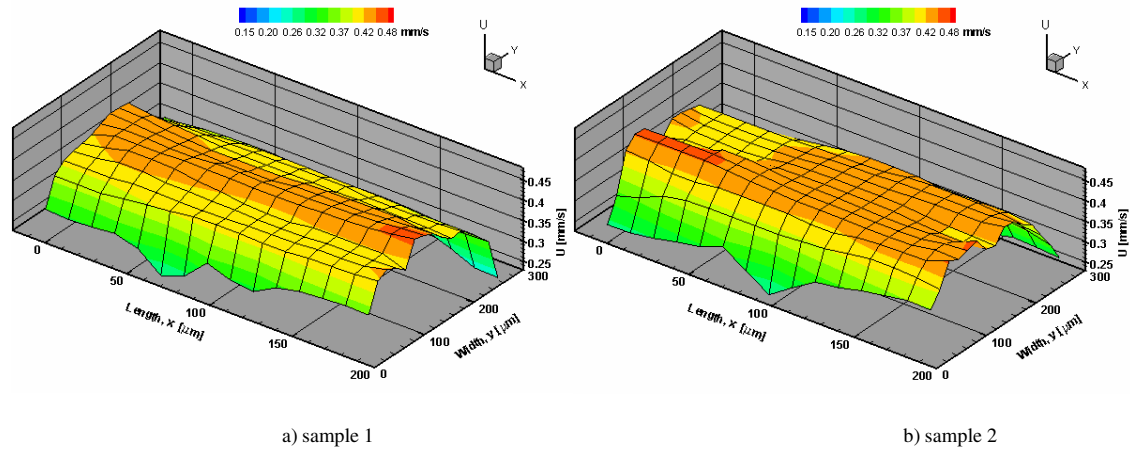 0.15 0.20 0.26 0.32 0.37 0.42 0.48 mm/s
U
Y
X
0.45
0.4
0.35
0.3
0.25
U [mm/s]
0
50
100
150
200
Length, x [μm]
0
100
200
300
Width, y [μm]
a) sample 1
0.15 0.20 0.26 0.32 0.37 0.42 0.48 mm/s
U
Y
X
0.45
0.4
0.35
0.3
0.25
U [mm/s]
0
50
100
150
200
Length, x [μm]
0
100
200
300
Width, y [μm]
b) sample 2